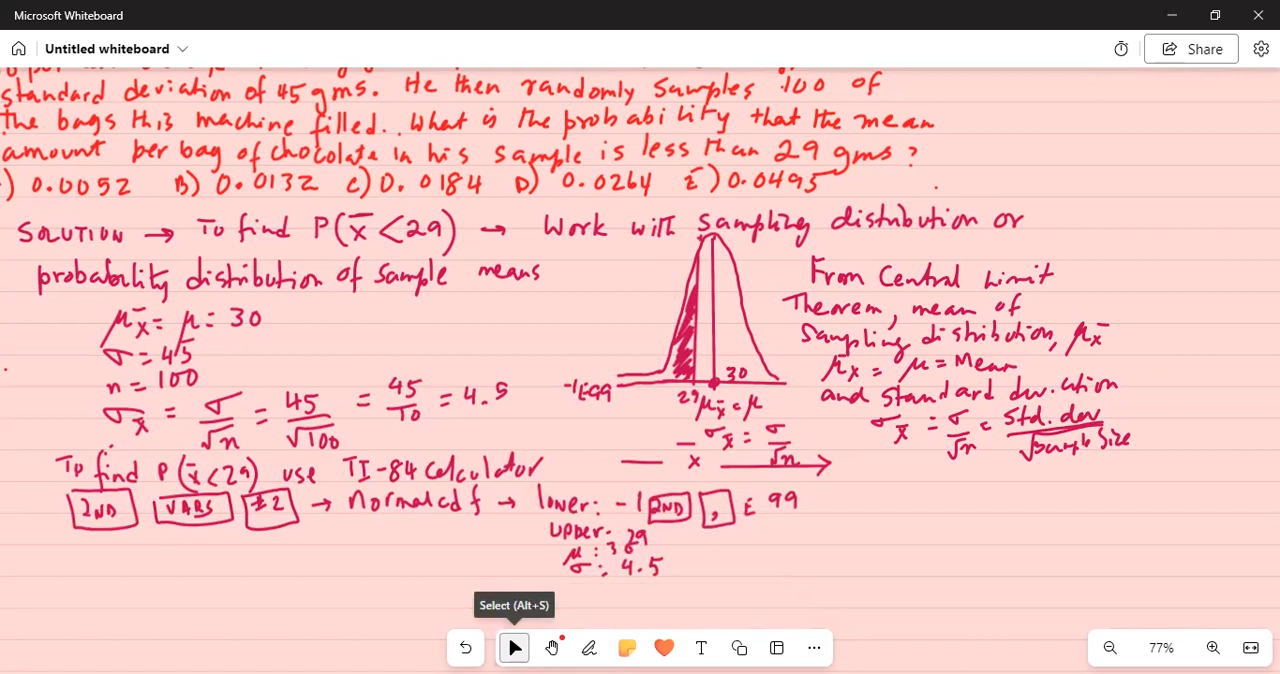 Microsoft Whiteboard
Untitled whiteboard
Share
standard deviation of 45 gms. He then randomly samples 100 of
the bags this machine filled. What is the probability that the mean
amount per bag of chocolate in his sample is less than 29 gms?
) 0.0052 B) 0.0132 C) 0.0184 D) 0.0264 E) 0.0495
SOLUTION → To find P(x̄ < 29) → Work with sampling distribution or
probability distribution of sample means
μx̄ = μ = 30
σ = 45
n = 100
σx̄ = σ/√n = 45/√100 = 45/10 = 4.5
-1E99 29 30
μx̄ = μ
σx̄ = σ/√n
x̄
From Central Limit
Theorem, mean of
Sampling distribution, μx̄
μx̄ = μ = Mean
and standard deviation
σx̄ = σ/√n = Std. dev/√Sample Size
To find P(x̄ < 29) use TI-84 calculator
2ND VARS #2 → Normalcdf → lower: -1 2ND , E 99
upper: 29
μ: 30
σ: 4.5
Select (Alt+S)
77%